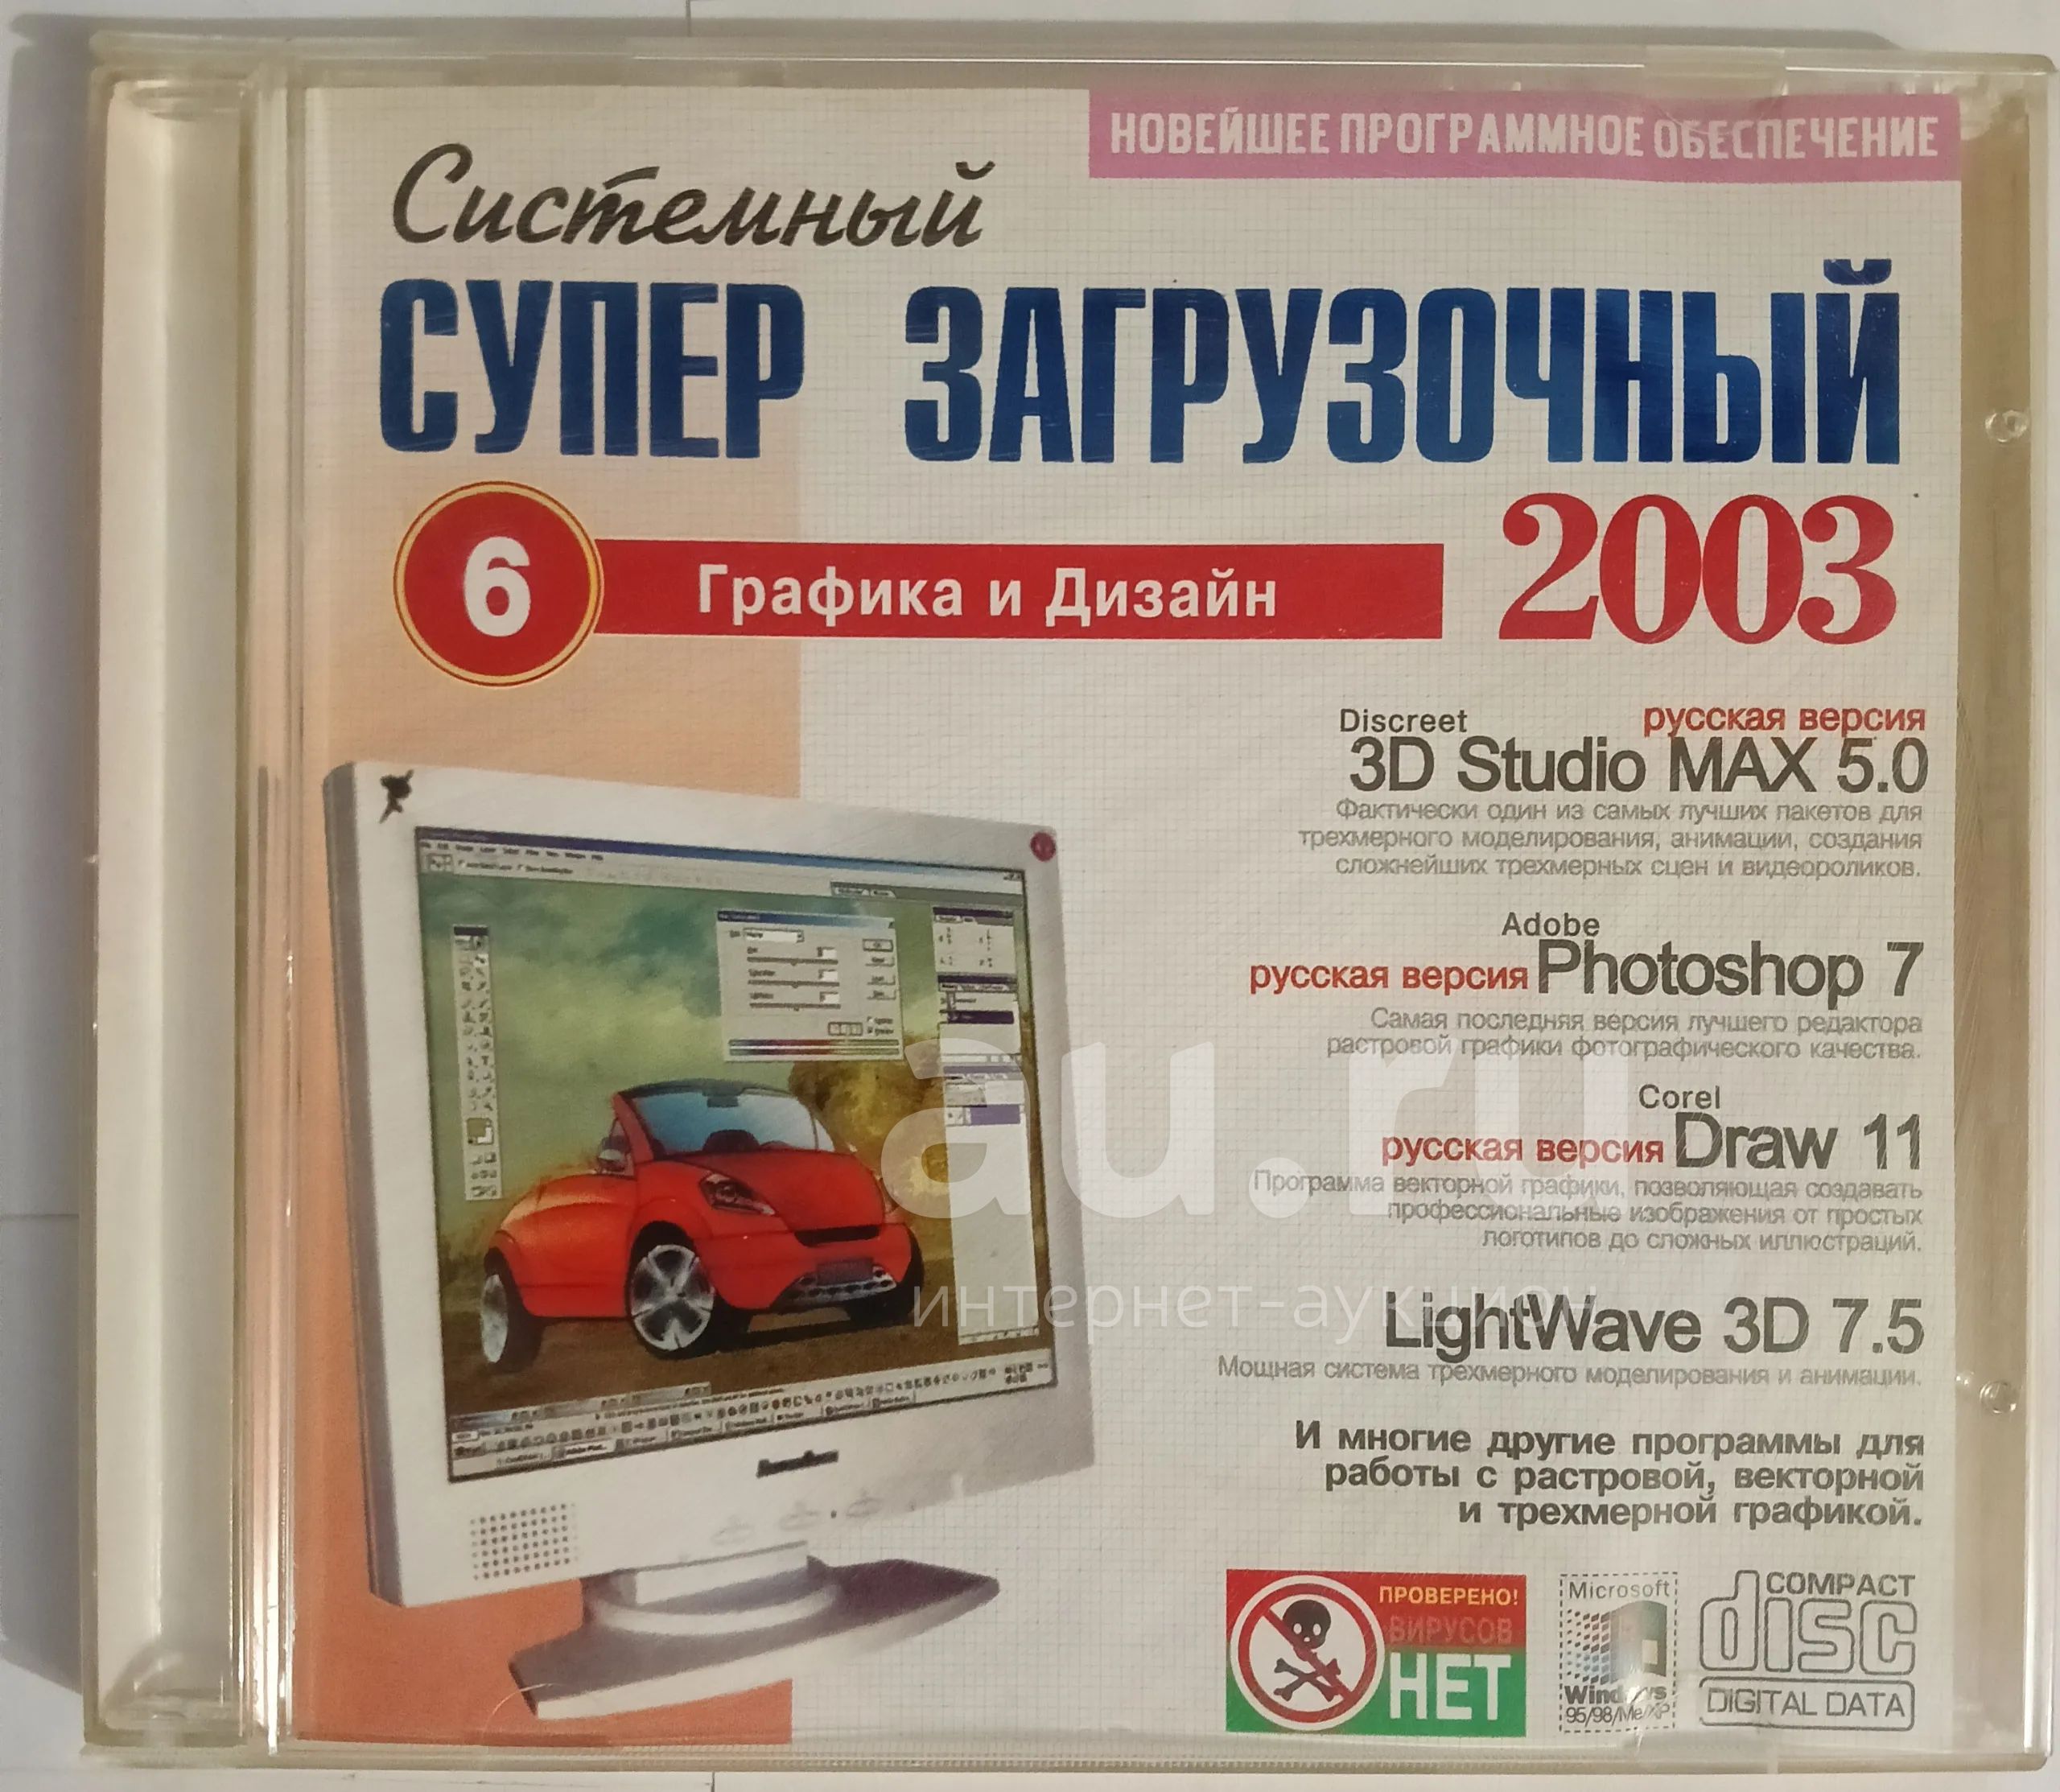 НОВЕЙШЕЕ ПРОГРАММНОЕ ОБЕСПЕЧЕНИЕ
Системный
СУПЕР ЗАГРУЗОЧНЫЙ
2003
6
Графика и Дизайн
Discreet русская версия
3D Studio MAX 5.0
Фактически один из самых лучших пакетов для
трехмерного моделирования, анимации, создания
сложнейших трехмерных сцен и видеороликов.
Adobe
русская версия Photoshop 7
Самая последняя версия лучшего редактора
растровой графики фотографического качества.
Corel
русская версия Draw 11
Программа векторной графики, позволяющая создавать
профессиональные изображения от простых
логотипов до сложных иллюстраций.
LightWave 3D 7.5
Мощная система трехмерного моделирования и анимации.
И многие другие программы для
работы с растровой, векторной
и трехмерной графикой.
ПРОВЕРЕНО!
ВИРУСОВ
НЕТ
Microsoft
Windows
95/98/Me/XP
COMPACT
disc
DIGITAL DATA
au.ru
интернет-аукцион